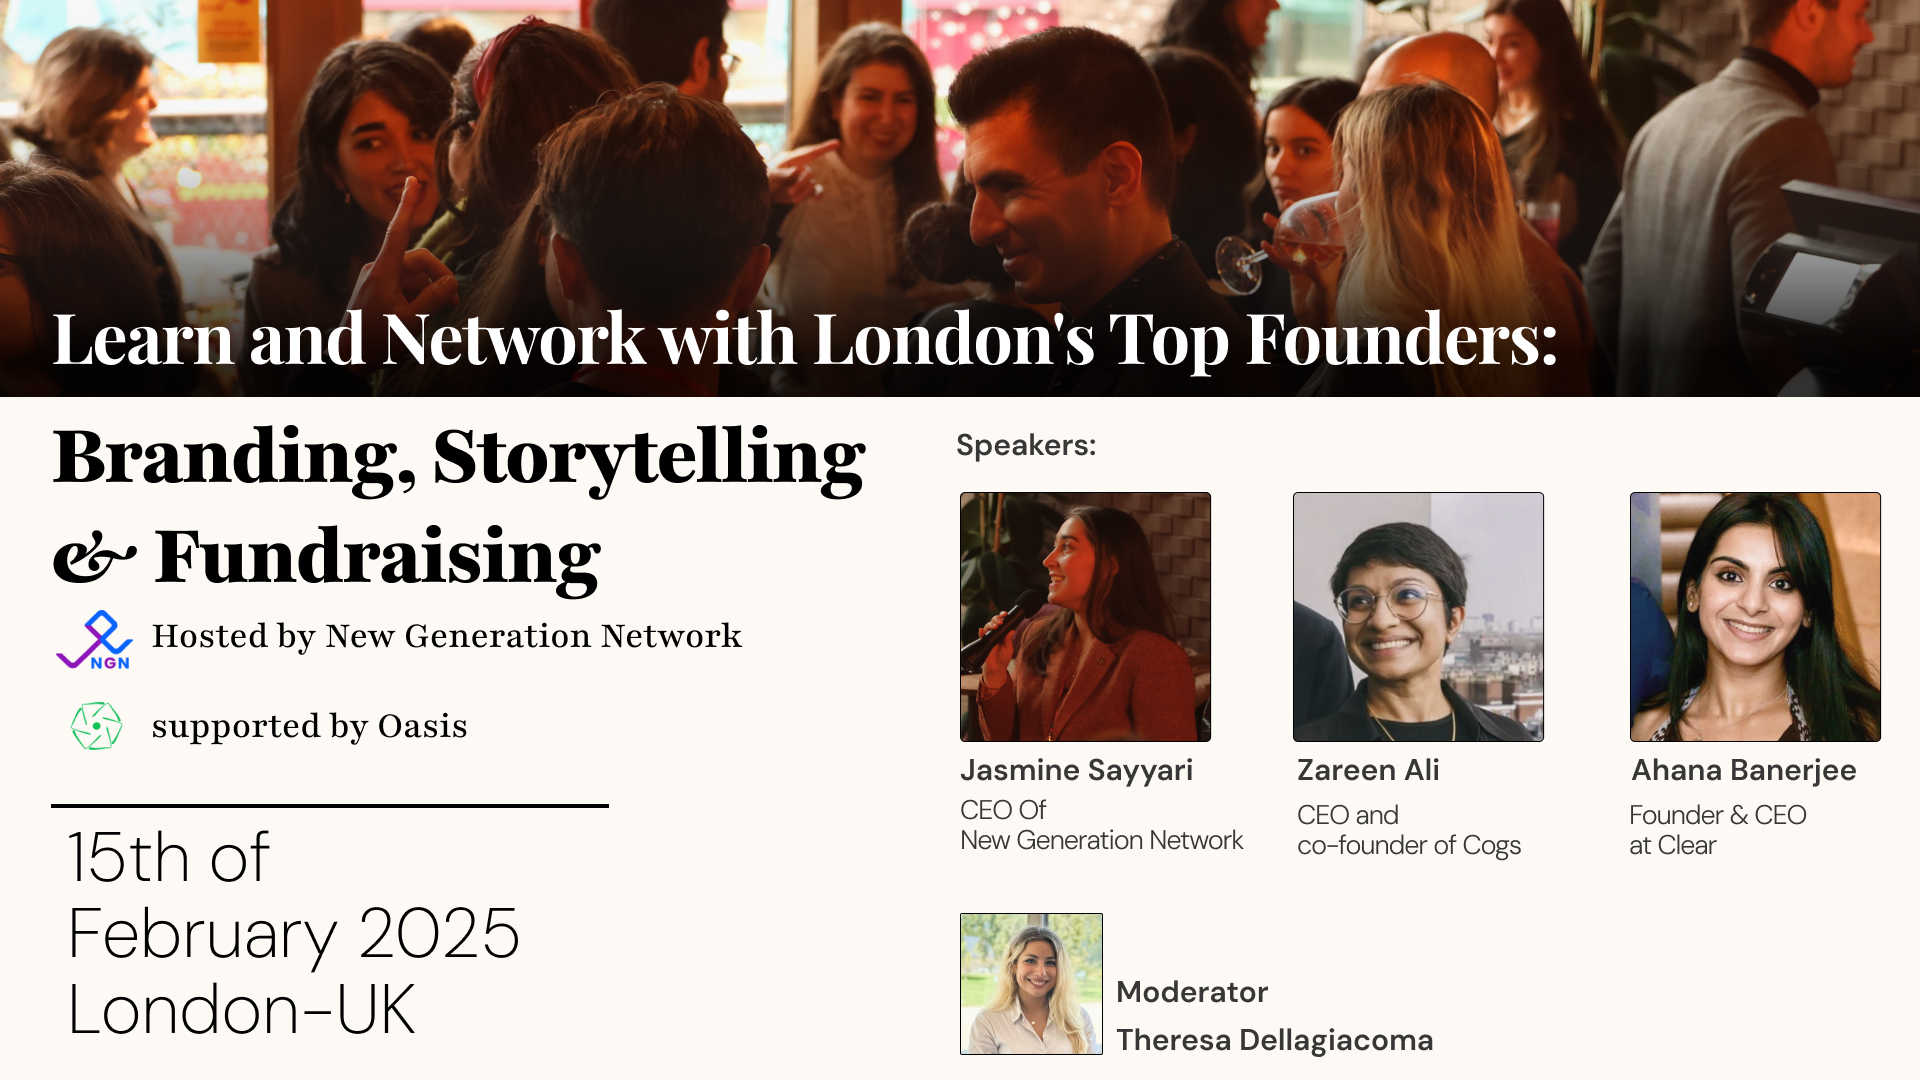 Learn and Network with London's Top Founders:
Branding, Storytelling
& Fundraising
NGN
Hosted by New Generation Network
supported by Oasis
15th of
February 2025
London-UK
Speakers:
Jasmine Sayyari
CEO Of
New Generation Network
Zareen Ali
CEO and
co-founder of Cogs
Ahana Banerjee
Founder & CEO
at Clear
Moderator
Theresa Dellagiacoma